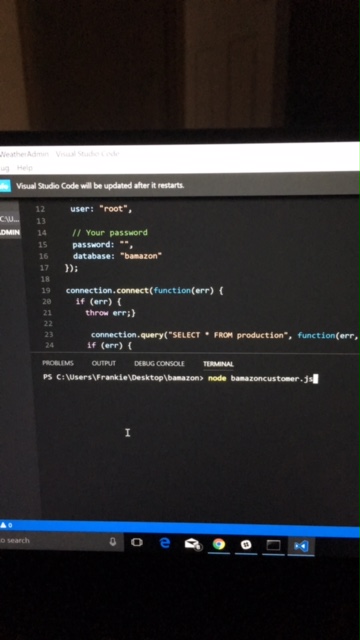 WeatherAdmin - Visual Studio Code
ug Help
Visual Studio Code will be updated after it restarts.
C:\U...
ADMIN
12 user: "root",
13
14 // Your password
15 password: "",
16 database: "bamazon"
17 });
18
19 connection.connect(function(err) {
20 if (err) {
21 throw err;}
22
23 connection.query("SELECT * FROM production", function(err,
24 if (err) {
PROBLEMS OUTPUT DEBUG CONSOLE TERMINAL
PS C:\Users\Frankie\Desktop\bamazon> node bamazoncustomer.js
0
o search